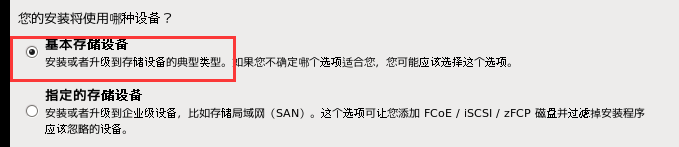 您的安装将使用哪种设备？
基本存储设备
安装或者升级到存储设备的典型类型。如果您不确定哪个选项适合您，您可能应该选择这个选项。
指定的存储设备
安装或者升级到企业级设备，比如存储局域网（SAN）。这个选项可让您添加 FCoE / iSCSI / zFCP 磁盘并过滤掉安装程序
应该忽略的设备。